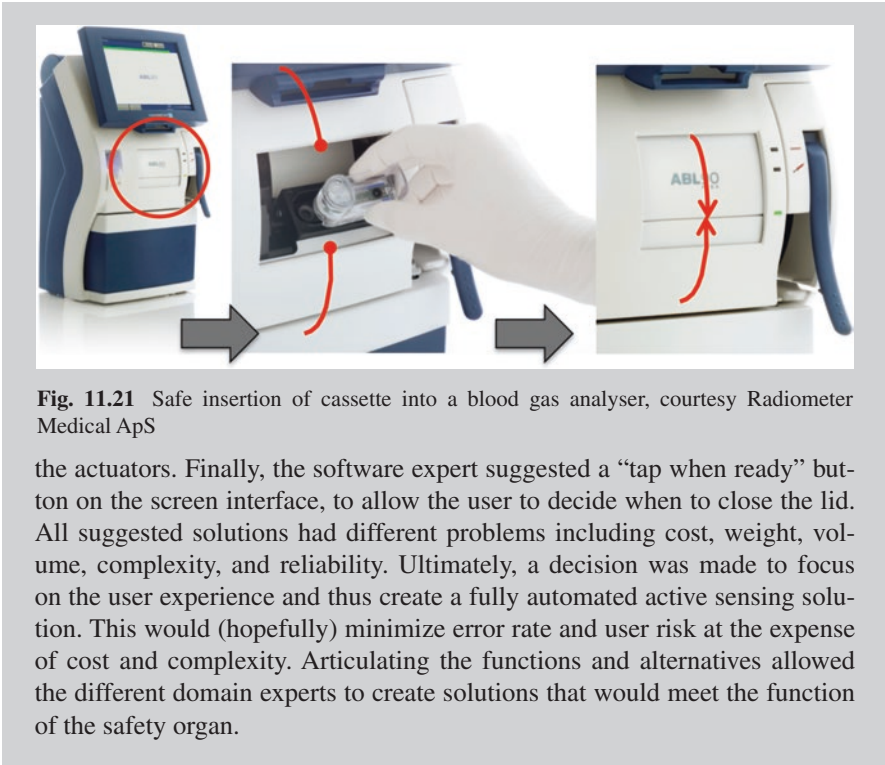 ABL90
Fig. 11.21 Safe insertion of cassette into a blood gas analyser, courtesy Radiometer
Medical ApS
the actuators. Finally, the software expert suggested a “tap when ready” but-
ton on the screen interface, to allow the user to decide when to close the lid.
All suggested solutions had different problems including cost, weight, vol-
ume, complexity, and reliability. Ultimately, a decision was made to focus
on the user experience and thus create a fully automated active sensing solu-
tion. This would (hopefully) minimize error rate and user risk at the expense
of cost and complexity. Articulating the functions and alternatives allowed
the different domain experts to create solutions that would meet the function
of the safety organ.